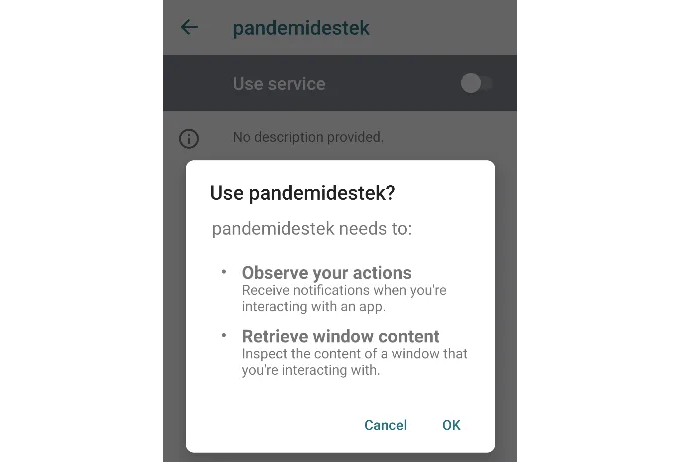 pandemidestek
Use service
No description provided.
Use pandemidestek?
pandemidestek needs to:
• Observe your actions
Receive notifications when you're
interacting with an app.
• Retrieve window content
Inspect the content of a window that
you're interacting with.
Cancel OK